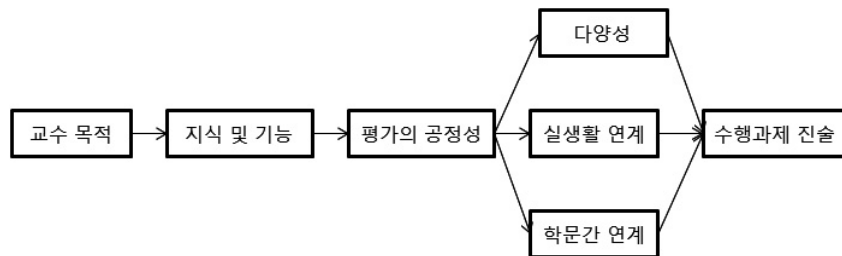 다양성
교수 목적
지식 및 기능
평가의 공정성
실생활 연계
수행과제 진술
학문간 연계